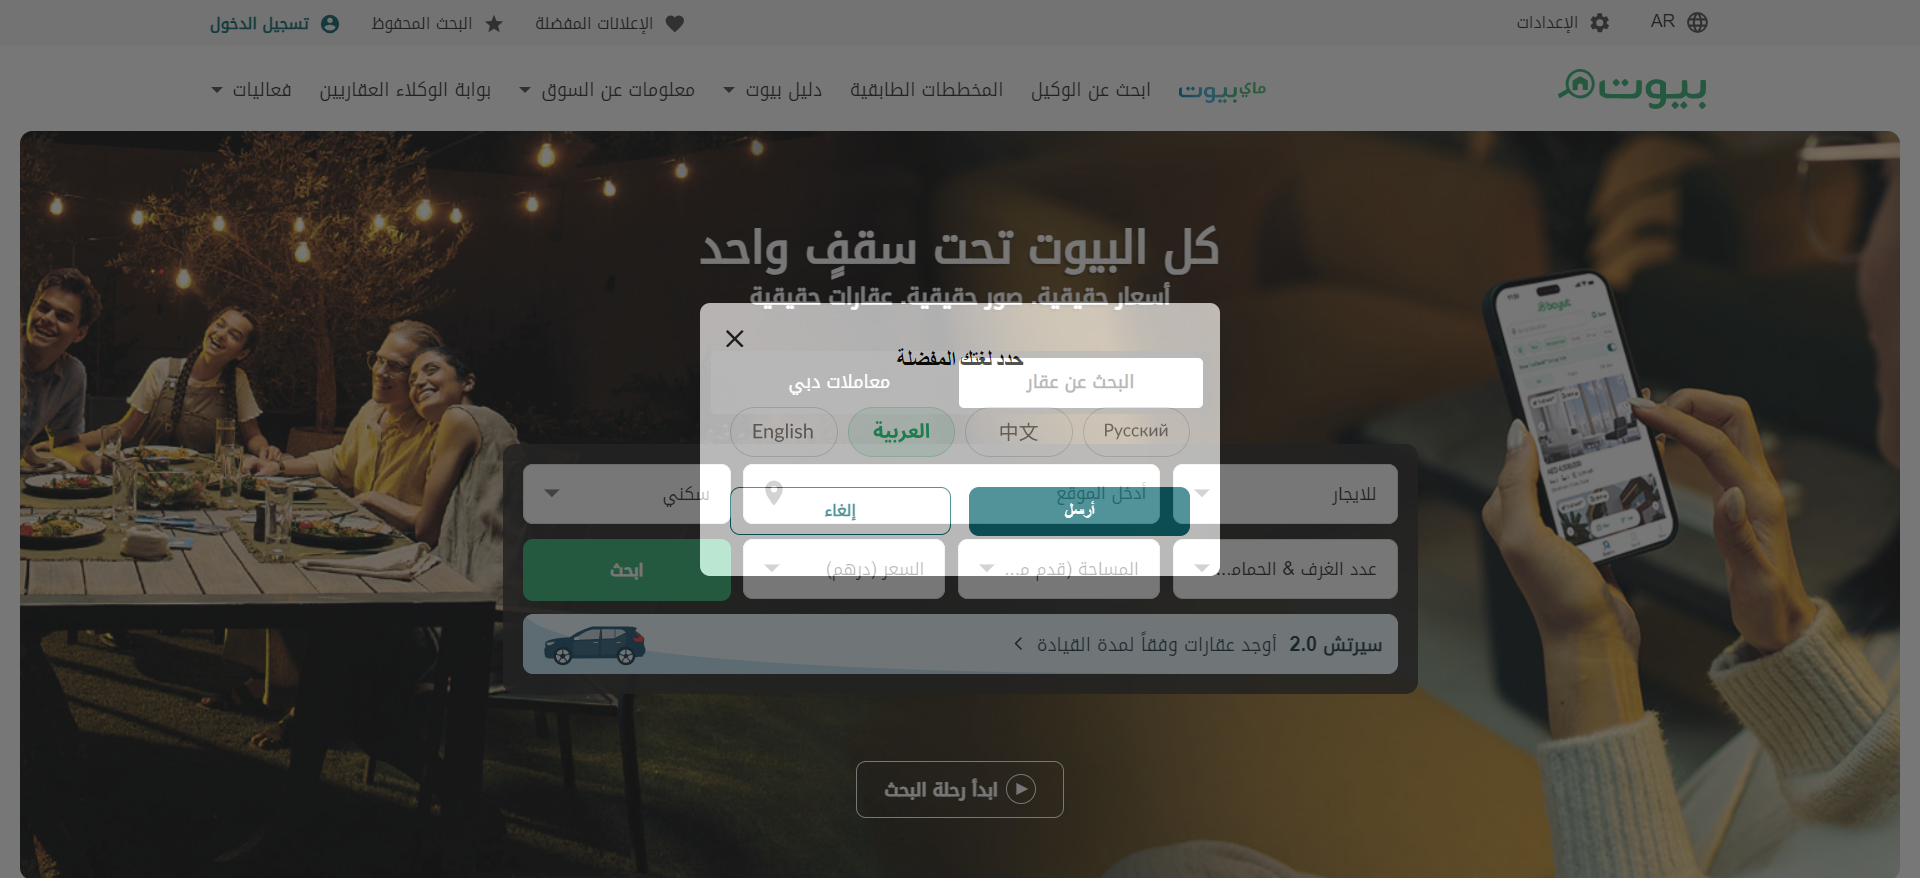 AR
الإعدادات
الإعلانات المفضلة
البحث المحفوظ
تسجيل الدخول
بيوت
ماي بيوت
ابحث عن الوكيل
المخططات الطابقية
دليل بيوت
معلومات عن السوق
بوابة الوكلاء العقاريين
فعاليات
كل البيوت تحت سقفٍ واحد
أسعار حقيقية. صور حقيقية. عقارات حقيقية
حدد لغتك المفضلة
البحث عن عقار
معاملات دبي
English
العربية
中文
Русский
للايجار
أدخل الموقع
سكني
أرسل
إلغاء
عدد الغرف & الحمامـ...
المساحة (قدم مـ...
السعر (درهم)
ابحث
سيرتش 2.0 أوجد عقارات وفقاً لمدة القيادة
ابدأ رحلة البحث
bayut